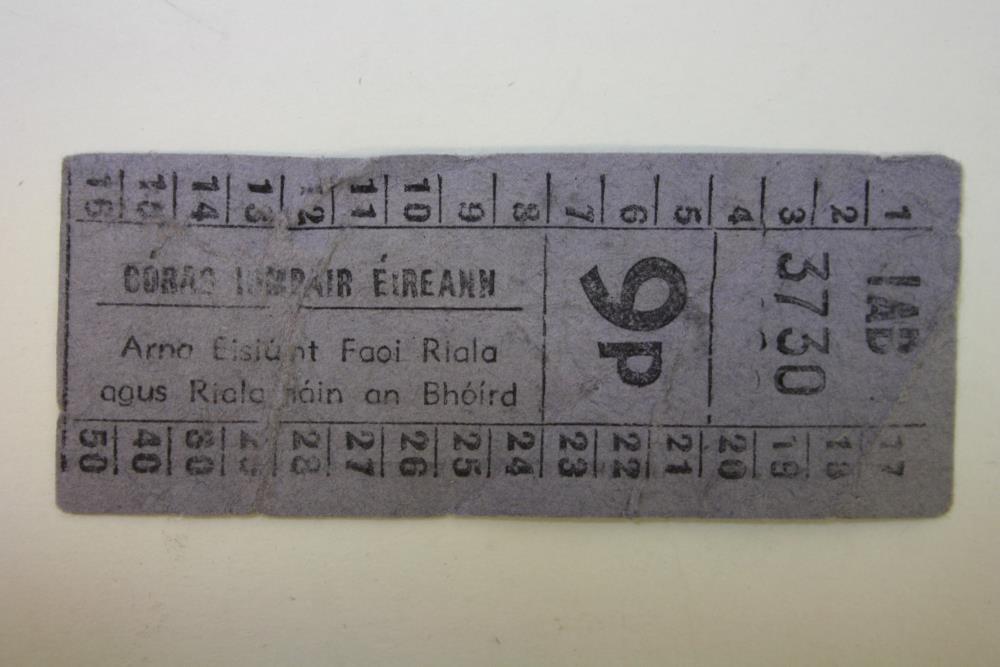 16 15 14 13 12 11 10 9 8 7 6 5 4 3 2 1
CÓRAS IOMPAIR ÉIREANN
Arna Eisiúint Faoi Riala
agus Rialacháin an Bhóird
9p
3730
50 40 30 29 28 27 26 25 24 23 22 21 20 19 18 17